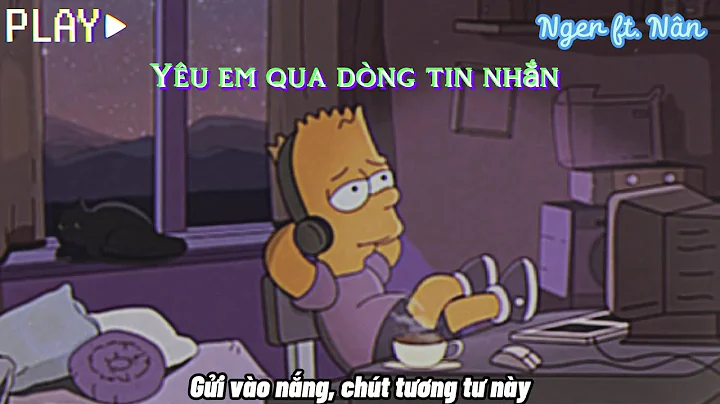 PLAY
Nger ft. Nân
YÊU EM QUA DÒNG TIN NHẮN
Gửi vào nắng, chút tương tư này